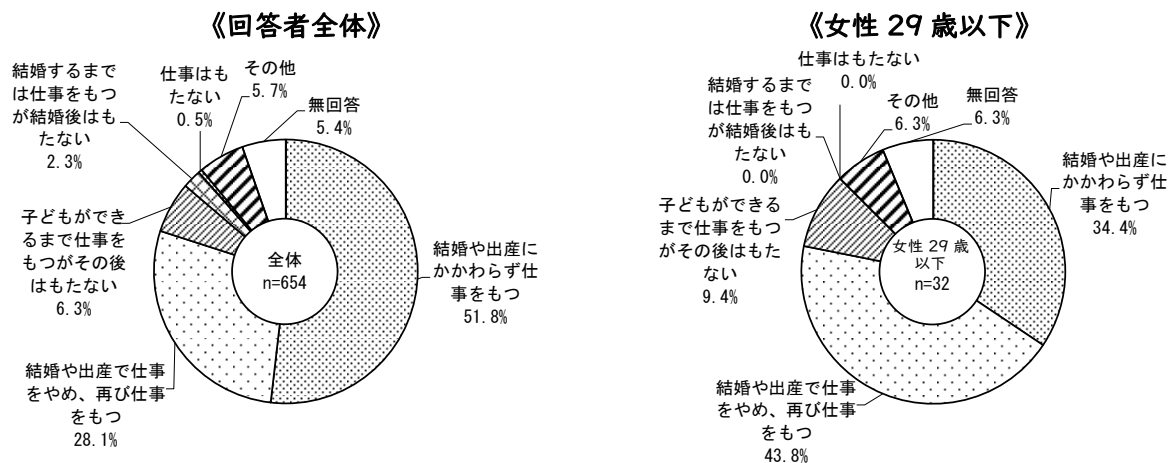 《回答者全体》
結婚するまで
は仕事をもつ
が結婚後はも
たない
2.3%
仕事はも
たない
0.5%
その他
5.7%
無回答
5.4%
子どもができ
るまで仕事を
もつがその後
はもたない
6.3%
全体
n=654
結婚や出産に
かかわらず仕
事をもつ
51.8%
結婚や出産で仕事
をやめ、再び仕事
をもつ
28.1%
《女性 29 歳以下》
仕事はもたない
0.0%
結婚するまで
は仕事をもつ
が結婚後はも
たない
0.0%
その他
6.3%
無回答
6.3%
結婚や出産に
かかわらず仕
事をもつ
34.4%
子どもができる
まで仕事をもつ
がその後はもた
ない
9.4%
女性 29 歳
以下
n=32
結婚や出産で仕事
をやめ、再び仕事
をもつ
43.8%